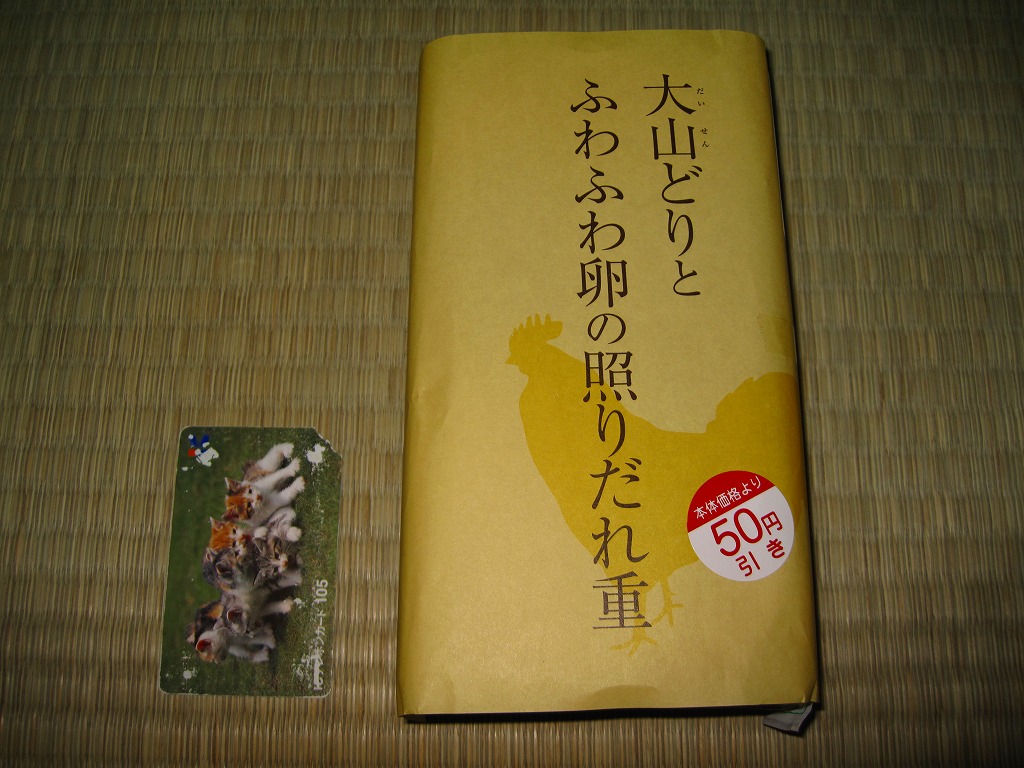 大山どりと
だいせん
ふわふわ卵の照りだれ重
本体価格より
50円
引き
105